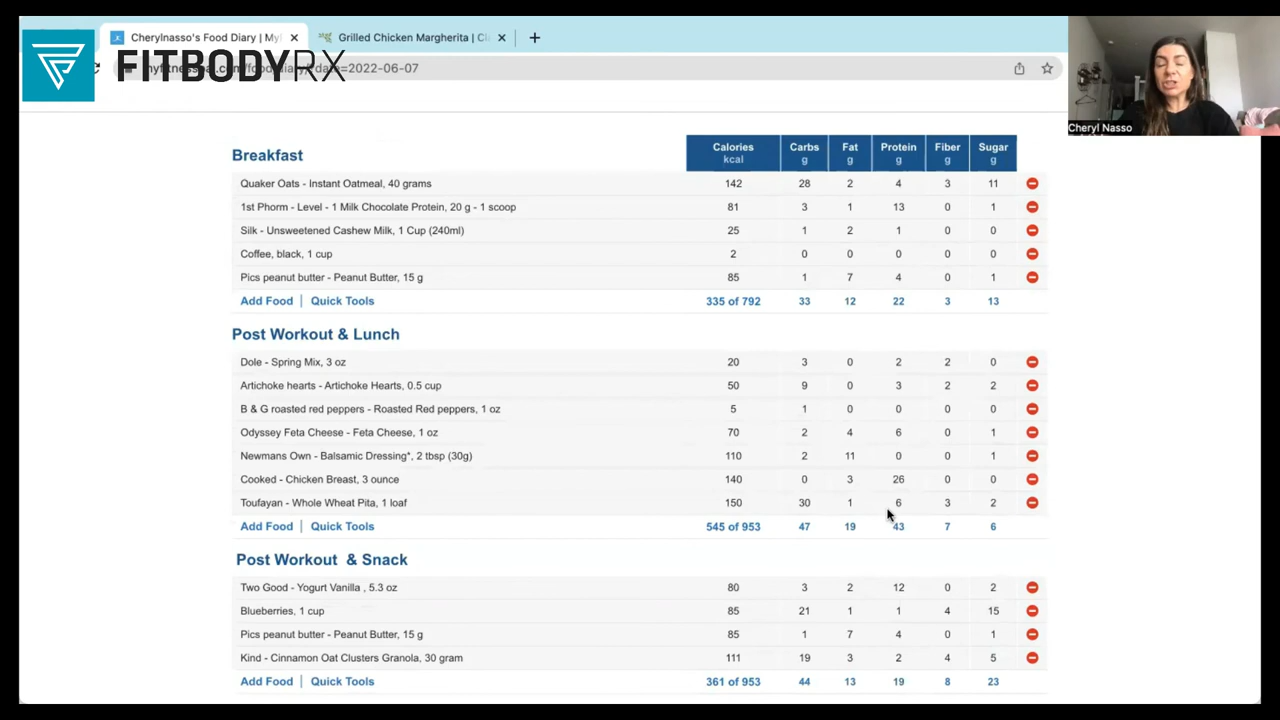 Cherylnasso's Food Diary | My
Grilled Chicken Margherita | Cl
FITBODYRX
date=2022-06-07
Cheryl Nasso
Breakfast Calories kcal Carbs g Fat g Protein g Fiber g Sugar g
Quaker Oats - Instant Oatmeal, 40 grams 142 28 2 4 3 11
1st Phorm - Level - 1 Milk Chocolate Protein, 20 g - 1 scoop 81 3 1 13 0 1
Silk - Unsweetened Cashew Milk, 1 Cup (240ml) 25 1 2 1 0 0
Coffee, black, 1 cup 2 0 0 0 0 0
Pics peanut butter - Peanut Butter, 15 g 85 1 7 4 0 1
Add Food | Quick Tools 335 of 792 33 12 22 3 13
Post Workout & Lunch
Dole - Spring Mix, 3 oz 20 3 0 2 2 0
Artichoke hearts - Artichoke Hearts, 0.5 cup 50 9 0 3 2 2
B & G roasted red peppers - Roasted Red peppers, 1 oz 5 1 0 0 0 0
Odyssey Feta Cheese - Feta Cheese, 1 oz 70 2 4 6 0 1
Newmans Own - Balsamic Dressing*, 2 tbsp (30g) 110 2 11 0 0 1
Cooked - Chicken Breast, 3 ounce 140 0 3 26 0 0
Toufayan - Whole Wheat Pita, 1 loaf 150 30 1 6 3 2
Add Food | Quick Tools 545 of 953 47 19 43 7 6
Post Workout & Snack
Two Good - Yogurt Vanilla , 5.3 oz 80 3 2 12 0 2
Blueberries, 1 cup 85 21 1 1 4 15
Pics peanut butter - Peanut Butter, 15 g 85 1 7 4 0 1
Kind - Cinnamon Oat Clusters Granola, 30 gram 111 19 3 2 4 5
Add Food | Quick Tools 361 of 953 44 13 19 8 23